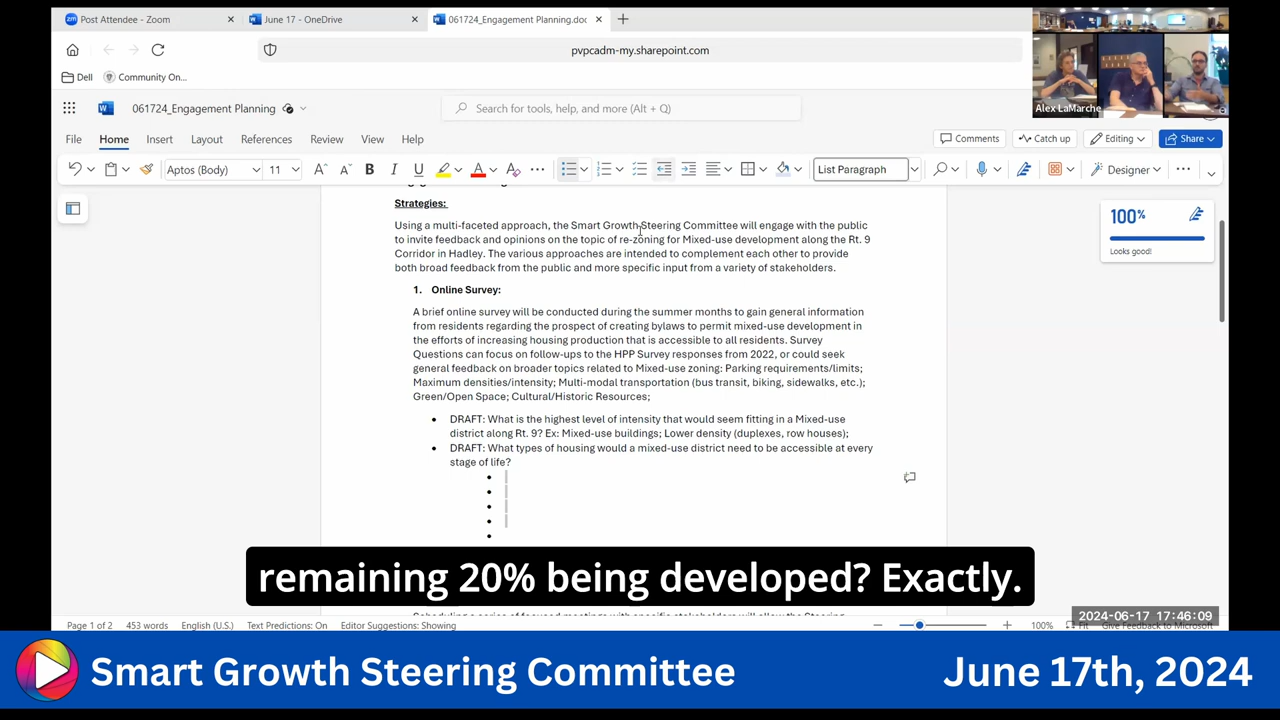 Post Attendee - Zoom
June 17 - OneDrive
061724_Engagement Planning.doc
pvpcadm-my.sharepoint.com
Dell
Community On...
Alex LaMarche
061724_Engagement Planning
Search for tools, help, and more (Alt + Q)
File Home Insert Layout References Review View Help
Comments Catch up Editing Share
Aptos (Body) 11
B I U A
List Paragraph
Designer
Strategies:
Using a multi-faceted approach, the Smart Growth Steering Committee will engage with the public
to invite feedback and opinions on the topic of re-zoning for Mixed-use development along the Rt. 9
Corridor in Hadley. The various approaches are intended to complement each other to provide
both broad feedback from the public and more specific input from a variety of stakeholders.
100%
Looks good!
1. Online Survey:
A brief online survey will be conducted during the summer months to gain general information
from residents regarding the prospect of creating bylaws to permit mixed-use development in
the efforts of increasing housing production that is accessible to all residents. Survey
Questions can focus on follow-ups to the HPP Survey responses from 2022, or could seek
general feedback on broader topics related to Mixed-use zoning: Parking requirements/limits;
Maximum densities/intensity; Multi-modal transportation (bus transit, biking, sidewalks, etc.);
Green/Open Space; Cultural/Historic Resources;
• DRAFT: What is the highest level of intensity that would seem fitting in a Mixed-use
district along Rt. 9? Ex: Mixed-use buildings; Lower density (duplexes, row houses);
• DRAFT: What types of housing would a mixed-use district need to be accessible at every
stage of life?
remaining 20% being developed? Exactly.
2024-06-17 17:46:09
Page 1 of 2 453 words English (U.S.) Text Predictions: On Editor Suggestions: Showing
100% Fit Give Feedback to Microsoft
Smart Growth Steering Committee
June 17th, 2024